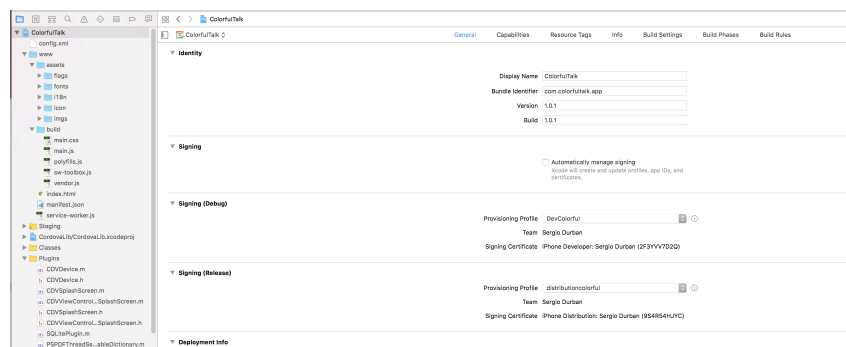 ColorfulTalk
ColorfulTalk
config.xml
www
assets
flags
fonts
i18n
icon
imgs
build
main.css
main.js
polyfills.js
sw-toolbox.js
vendor.js
index.html
manifest.json
service-worker.js
Staging
CordovaLib/CordovaLib.xcodeproj
Classes
Plugins
CDVDevice.m
CDVDevice.h
CDVSplashScreen.m
CDVViewControl...SplashScreen.m
CDVSplashScreen.h
CDVViewControl...SplashScreen.h
SQLitePlugin.m
PSPDFThreadSa...ableDictionary.m
ColorfulTalk General Capabilities Resource Tags Info Build Settings Build Phases Build Rules
Identity
Display Name ColorfulTalk
Bundle Identifier com.colorfultalk.app
Version 1.0.1
Build 1.0.1
Signing
Automatically manage signing
Xcode will create and update profiles, app IDs, and
certificates.
Signing (Debug)
Provisioning Profile DevColorful
Team Sergio Durban
Signing Certificate iPhone Developer: Sergio Durban (2F3YVV7D2Q)
Signing (Release)
Provisioning Profile distributioncolorful
Team Sergio Durban
Signing Certificate iPhone Distribution: Sergio Durban (9S4R54HJYC)
Deployment Info